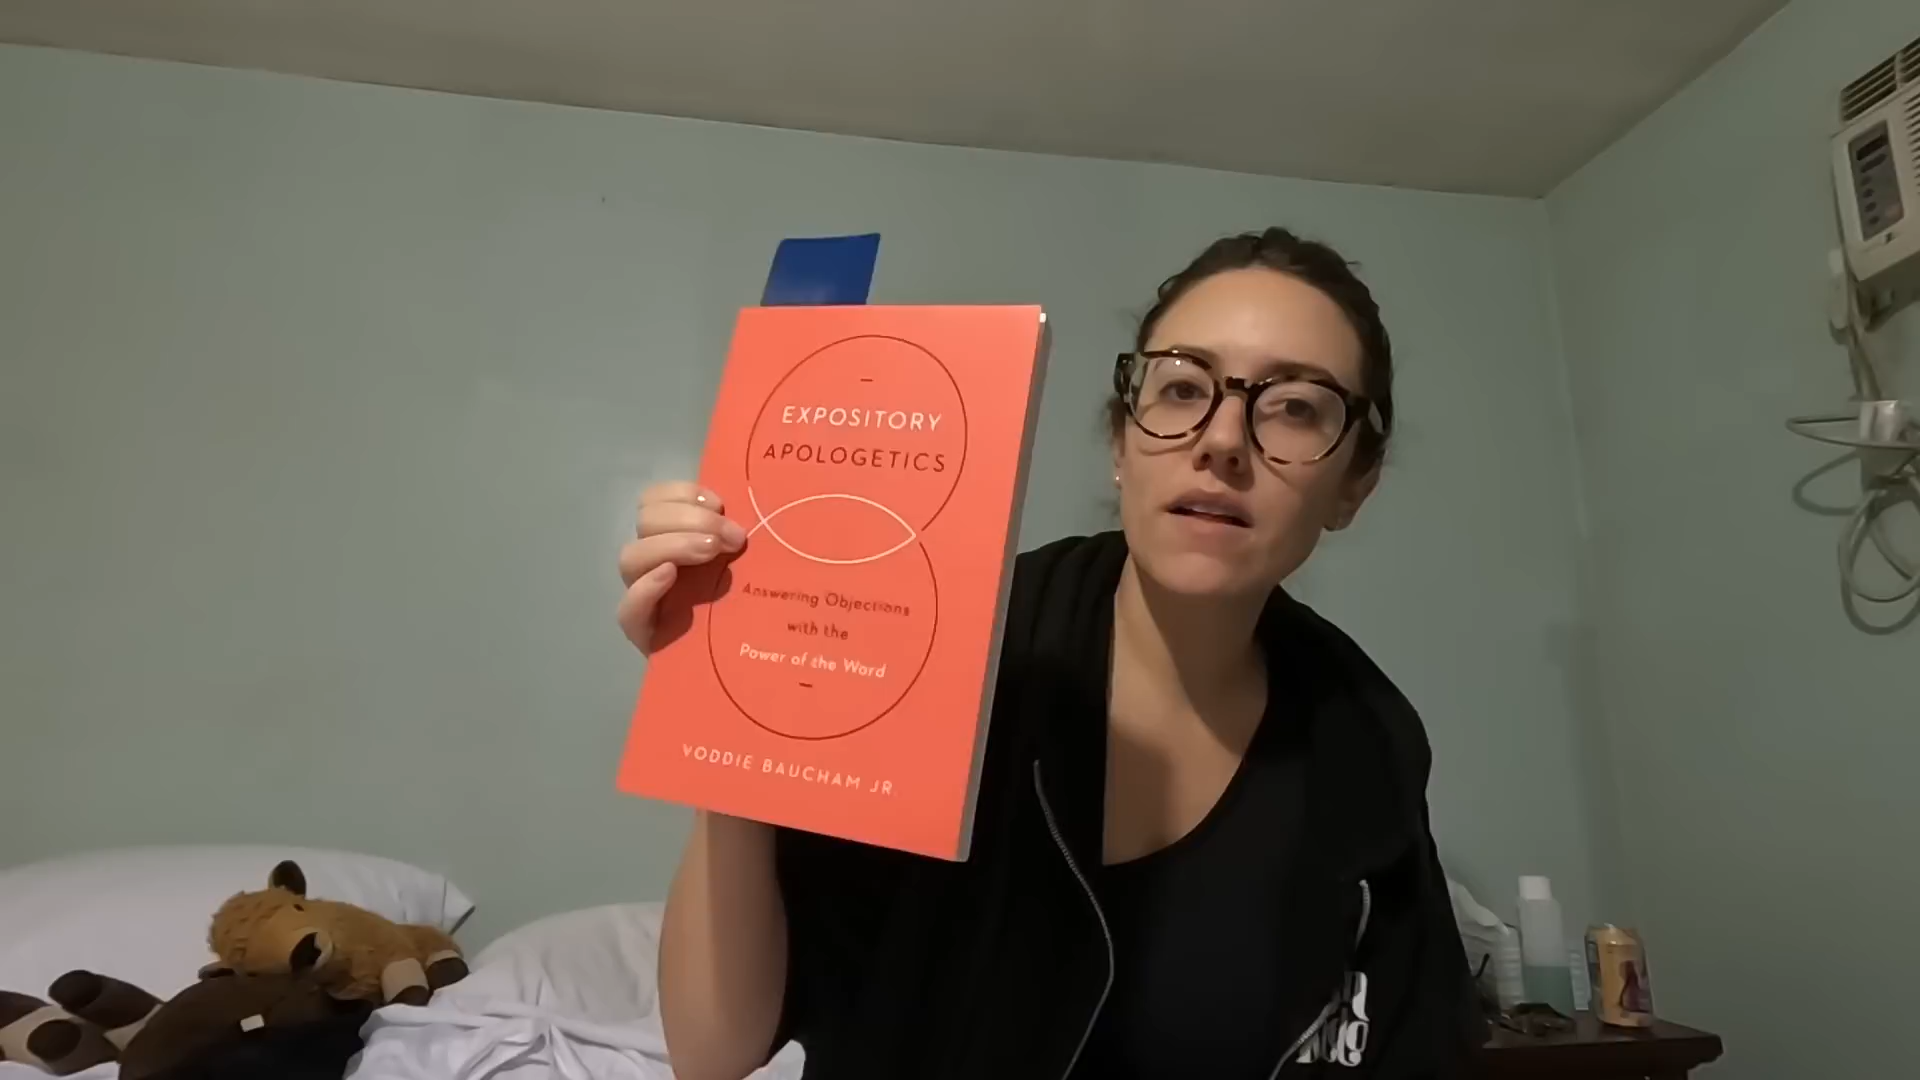 EXPOSITORY
APOLOGETICS
Answering Objections
with the
Power of the Word
VODDIE BAUCHAM JR.